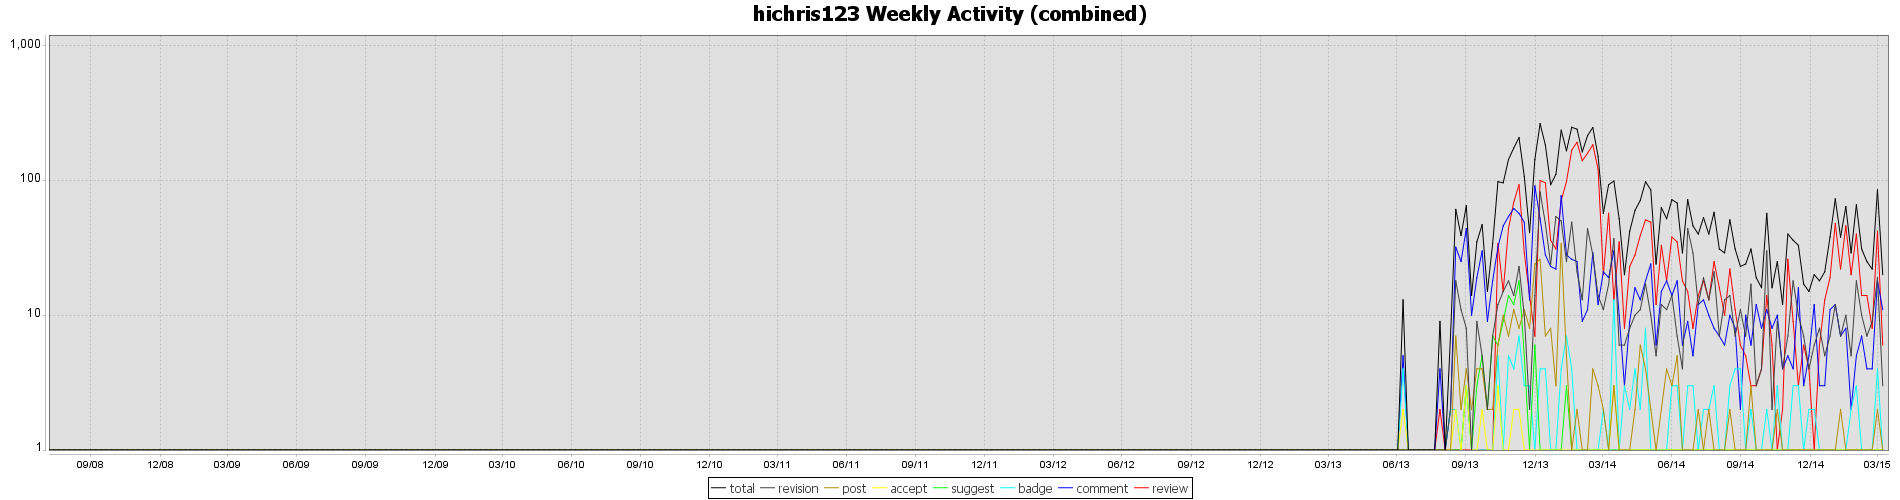 hichris123 Weekly Activity (combined)
1,000
100
10
1
09/08 12/08 03/09 06/09 09/09 12/09 03/10 06/10 09/10 12/10 03/11 06/11 09/11 12/11 03/12 06/12 09/12 12/12 03/13 06/13 09/13 12/13 03/14 06/14 09/14 12/14 03/15
total revision post accept suggest badge comment review